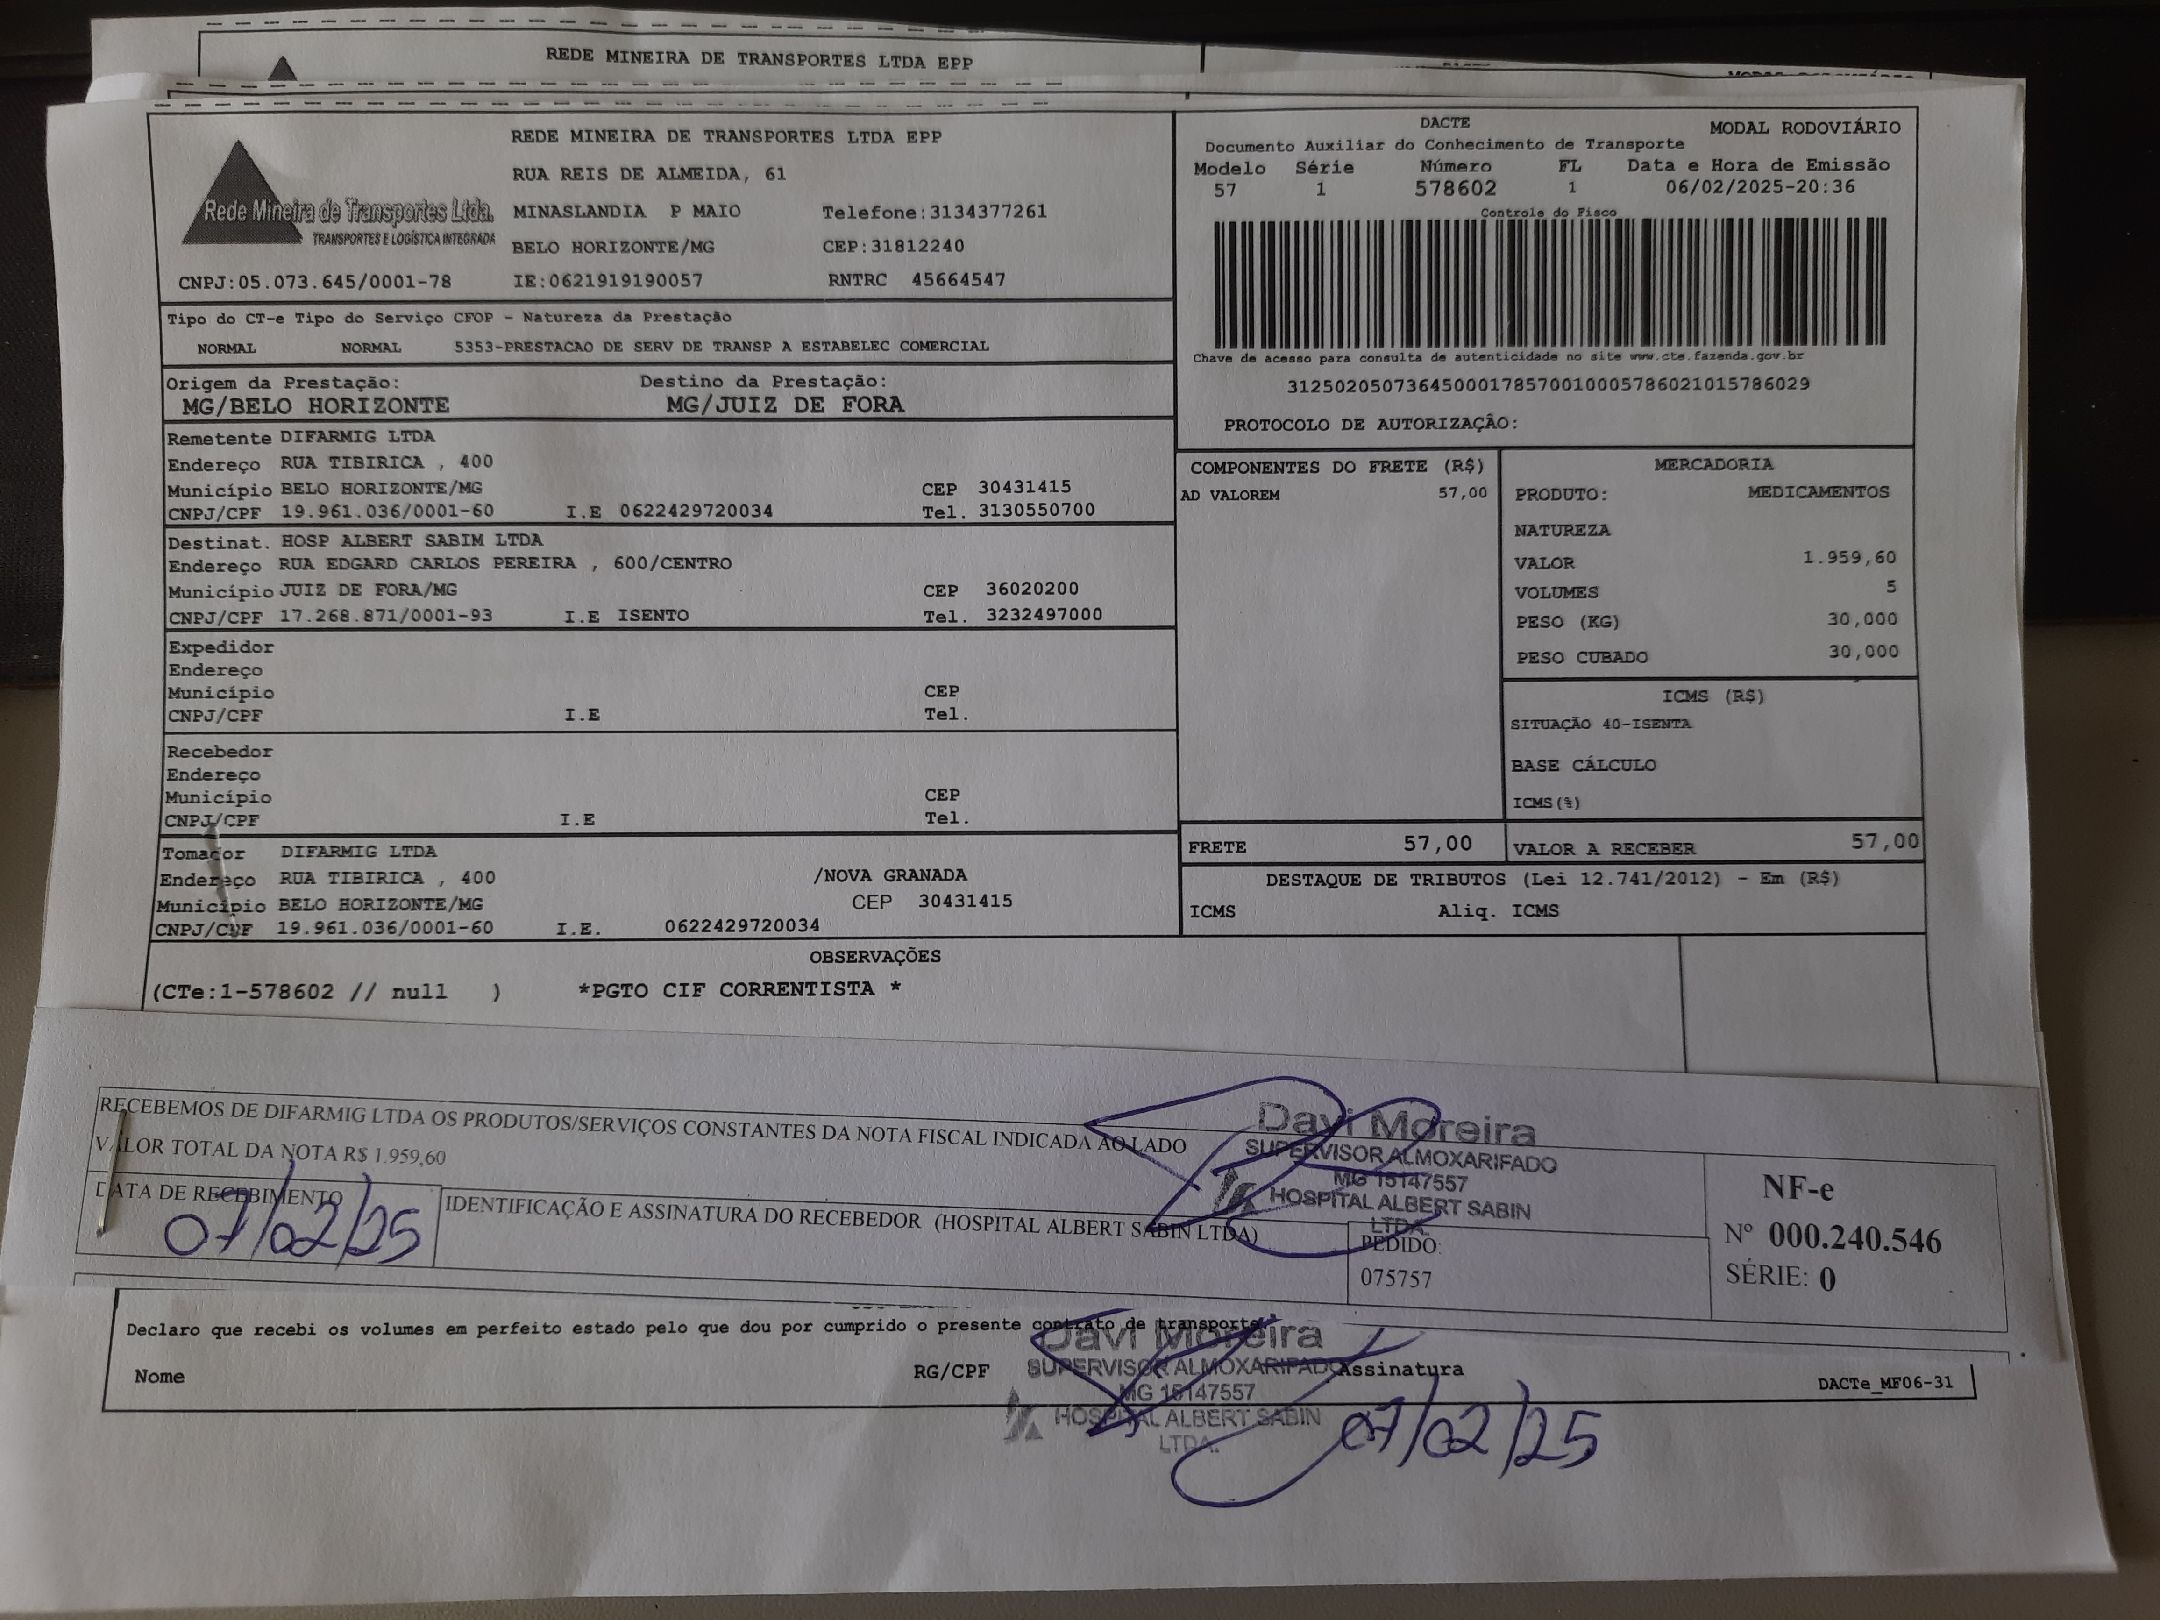 REDE MINEIRA DE TRANSPORTES LTDA EPP
REDE MINEIRA DE TRANSPORTES LTDA EPP
RUA REIS DE ALMEIDA, 61
Rede Mineira de Transportes Ltda.
TRANSPORTES E LOGÍSTICA INTEGRADA
MINASLANDIA P MAIO Telefone:3134377261
BELO HORIZONTE/MG CEP:31812240
CNPJ:05.073.645/0001-78 IE:0621919190057 RNTRC 45664547
DACTE MODAL RODOVIÁRIO
Documento Auxiliar do Conhecimento de Transporte
Modelo Série Número FL Data e Hora de Emissão
57 1 578602 1 06/02/2025-20:36
Controle do Fisco
Chave de acesso para consulta de autenticidade no site www.cte.fazenda.gov.br
31250205073645000178570010005786021015786029
PROTOCOLO DE AUTORIZAÇÂO:
Tipo do CT-e Tipo do Serviço CFOP - Natureza da Prestação
NORMAL NORMAL 5353-PRESTACAO DE SERV DE TRANSP A ESTABELEC COMERCIAL
Origem da Prestação: Destino da Prestação:
MG/BELO HORIZONTE MG/JUIZ DE FORA
Remetente DIFARMIG LTDA
Endereço RUA TIBIRICA , 400
Município BELO HORIZONTE/MG CEP 30431415
CNPJ/CPF 19.961.036/0001-60 I.E 0622429720034 Tel. 3130550700
Destinat. HOSP ALBERT SABIM LTDA
Endereço RUA EDGARD CARLOS PEREIRA , 600/CENTRO
Município JUIZ DE FORA/MG CEP 36020200
CNPJ/CPF 17.268.871/0001-93 I.E ISENTO Tel. 3232497000
Expedidor
Endereço
Município CEP
CNPJ/CPF I.E Tel.
Recebedor
Endereço
Município CEP
CNPJ/CPF I.E Tel.
Tomador DIFARMIG LTDA
Endereço RUA TIBIRICA , 400 /NOVA GRANADA
Município BELO HORIZONTE/MG CEP 30431415
CNPJ/CPF 19.961.036/0001-60 I.E. 0622429720034
COMPONENTES DO FRETE (R$)
AD VALOREM 57,00
MERCADORIA
PRODUTO: MEDICAMENTOS
NATUREZA
VALOR 1.959,60
VOLUMES 5
PESO (KG) 30,000
PESO CUBADO 30,000
ICMS (R$)
SITUAÇÃO 40-ISENTA
BASE CÁLCULO
ICMS(%)
FRETE 57,00 VALOR A RECEBER 57,00
DESTAQUE DE TRIBUTOS (Lei 12.741/2012) - Em (R$)
ICMS Aliq. ICMS
OBSERVAÇÕES
(CTe:1-578602 // null ) *PGTO CIF CORRENTISTA *
RECEBEMOS DE DIFARMIG LTDA OS PRODUTOS/SERVIÇOS CONSTANTES DA NOTA FISCAL INDICADA AO LADO
VALOR TOTAL DA NOTA R$ 1.959,60
DATA DE RECEBIMENTO
07/02/25
IDENTIFICAÇÃO E ASSINATURA DO RECEBEDOR (HOSPITAL ALBERT SABIN LTDA)
Davi Moreira
SUPERVISOR ALMOXARIFADO
MG 15147557
HOSPITAL ALBERT SABIN
LTDA.
PEDIDO:
075757
NF-e
Nº 000.240.546
SÉRIE: 0
Declaro que recebi os volumes em perfeito estado pelo que dou por cumprido o presente contrato de transporte
Nome RG/CPF Assinatura
Davi Moreira
SUPERVISOR ALMOXARIFADO
MG 15147557
HOSPITAL ALBERT SABIN
LTDA.
07/02/25
DACTe_MF06-31